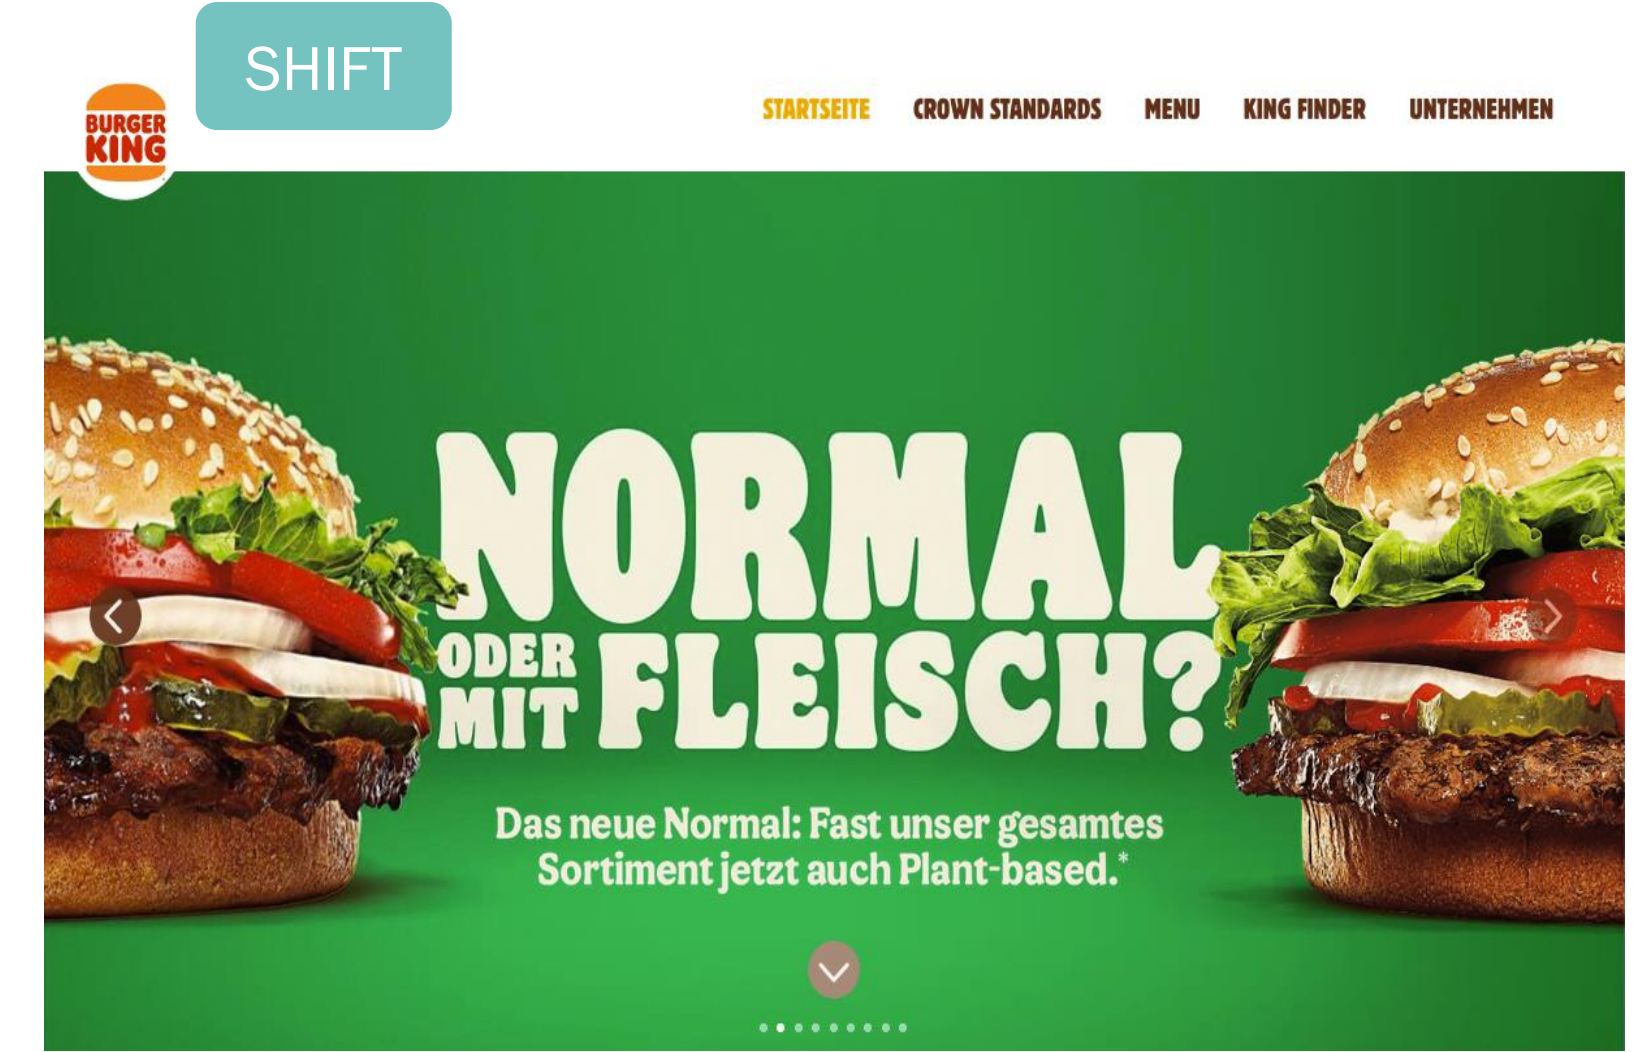 SHIFT
BURGER
KING
STARTSEITE CROWN STANDARDS MENU KING FINDER UNTERNEHMEN
NORMAL
ODER
MIT FLEISCH?
Das neue Normal: Fast unser gesamtes
Sortiment jetzt auch Plant-based.*